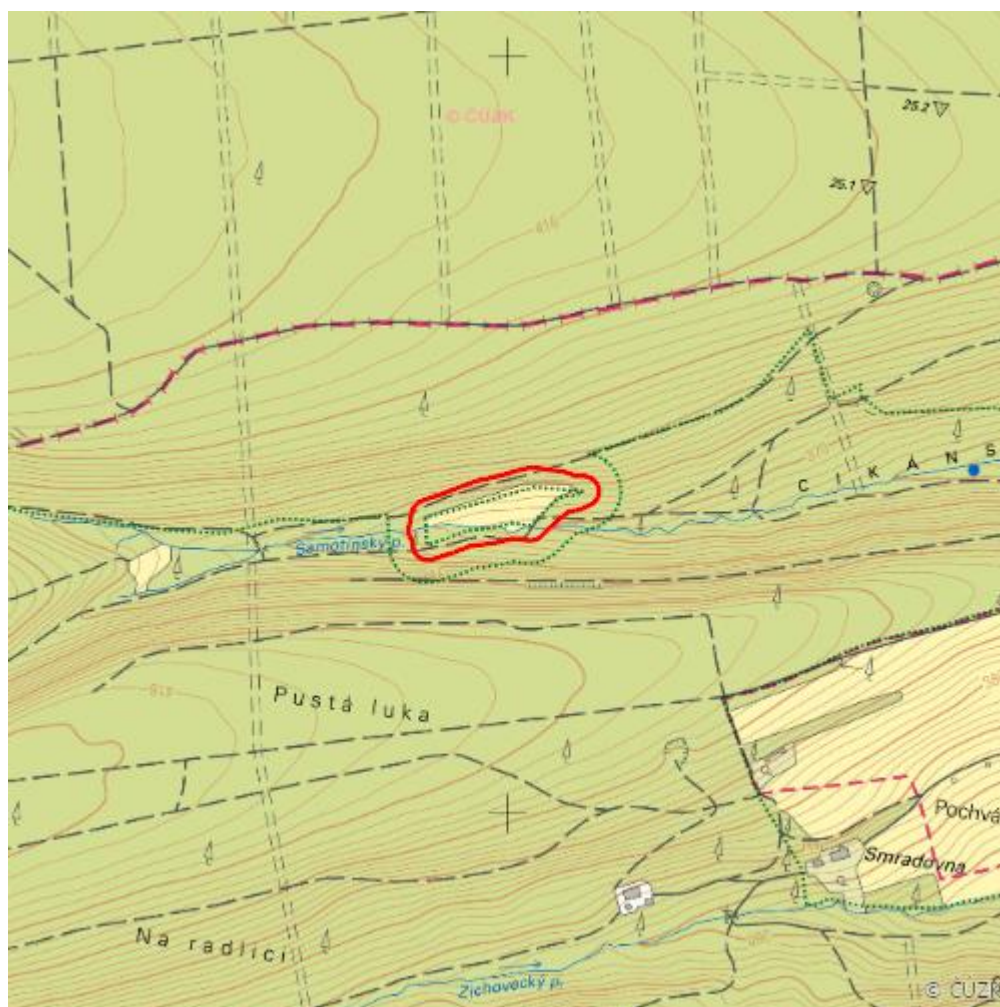 © ČÚZK
25.2
25.1
C I K Á N S
Samotínský p.
Pustá luka
Pochvá
Smradovna
Na radlici
Zichovecký p.
© ČÚZK